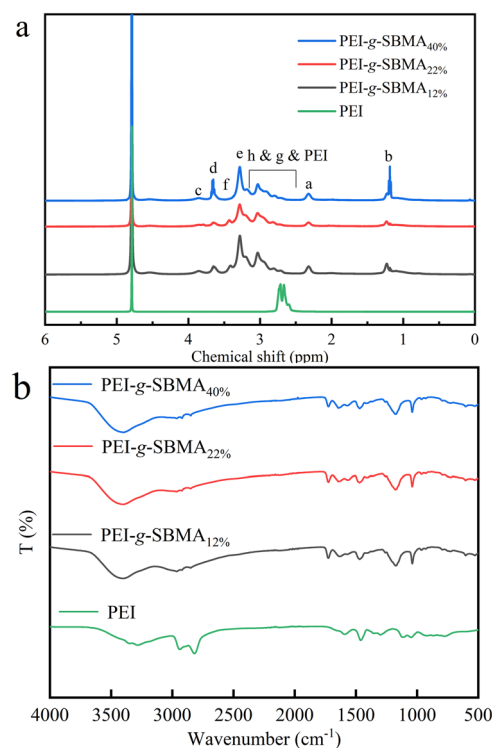 a
PEI-g-SBMA40%
PEI-g-SBMA22%
PEI-g-SBMA12%
PEI
c
d
f
e
h & g & PEI
a
b
6
5
4
3
2
1
0
Chemical shift (ppm)
b
PEI-g-SBMA40%
PEI-g-SBMA22%
PEI-g-SBMA12%
PEI
T (%)
4000
3500
3000
2500
2000
1500
1000
500
Wavenumber (cm-1)